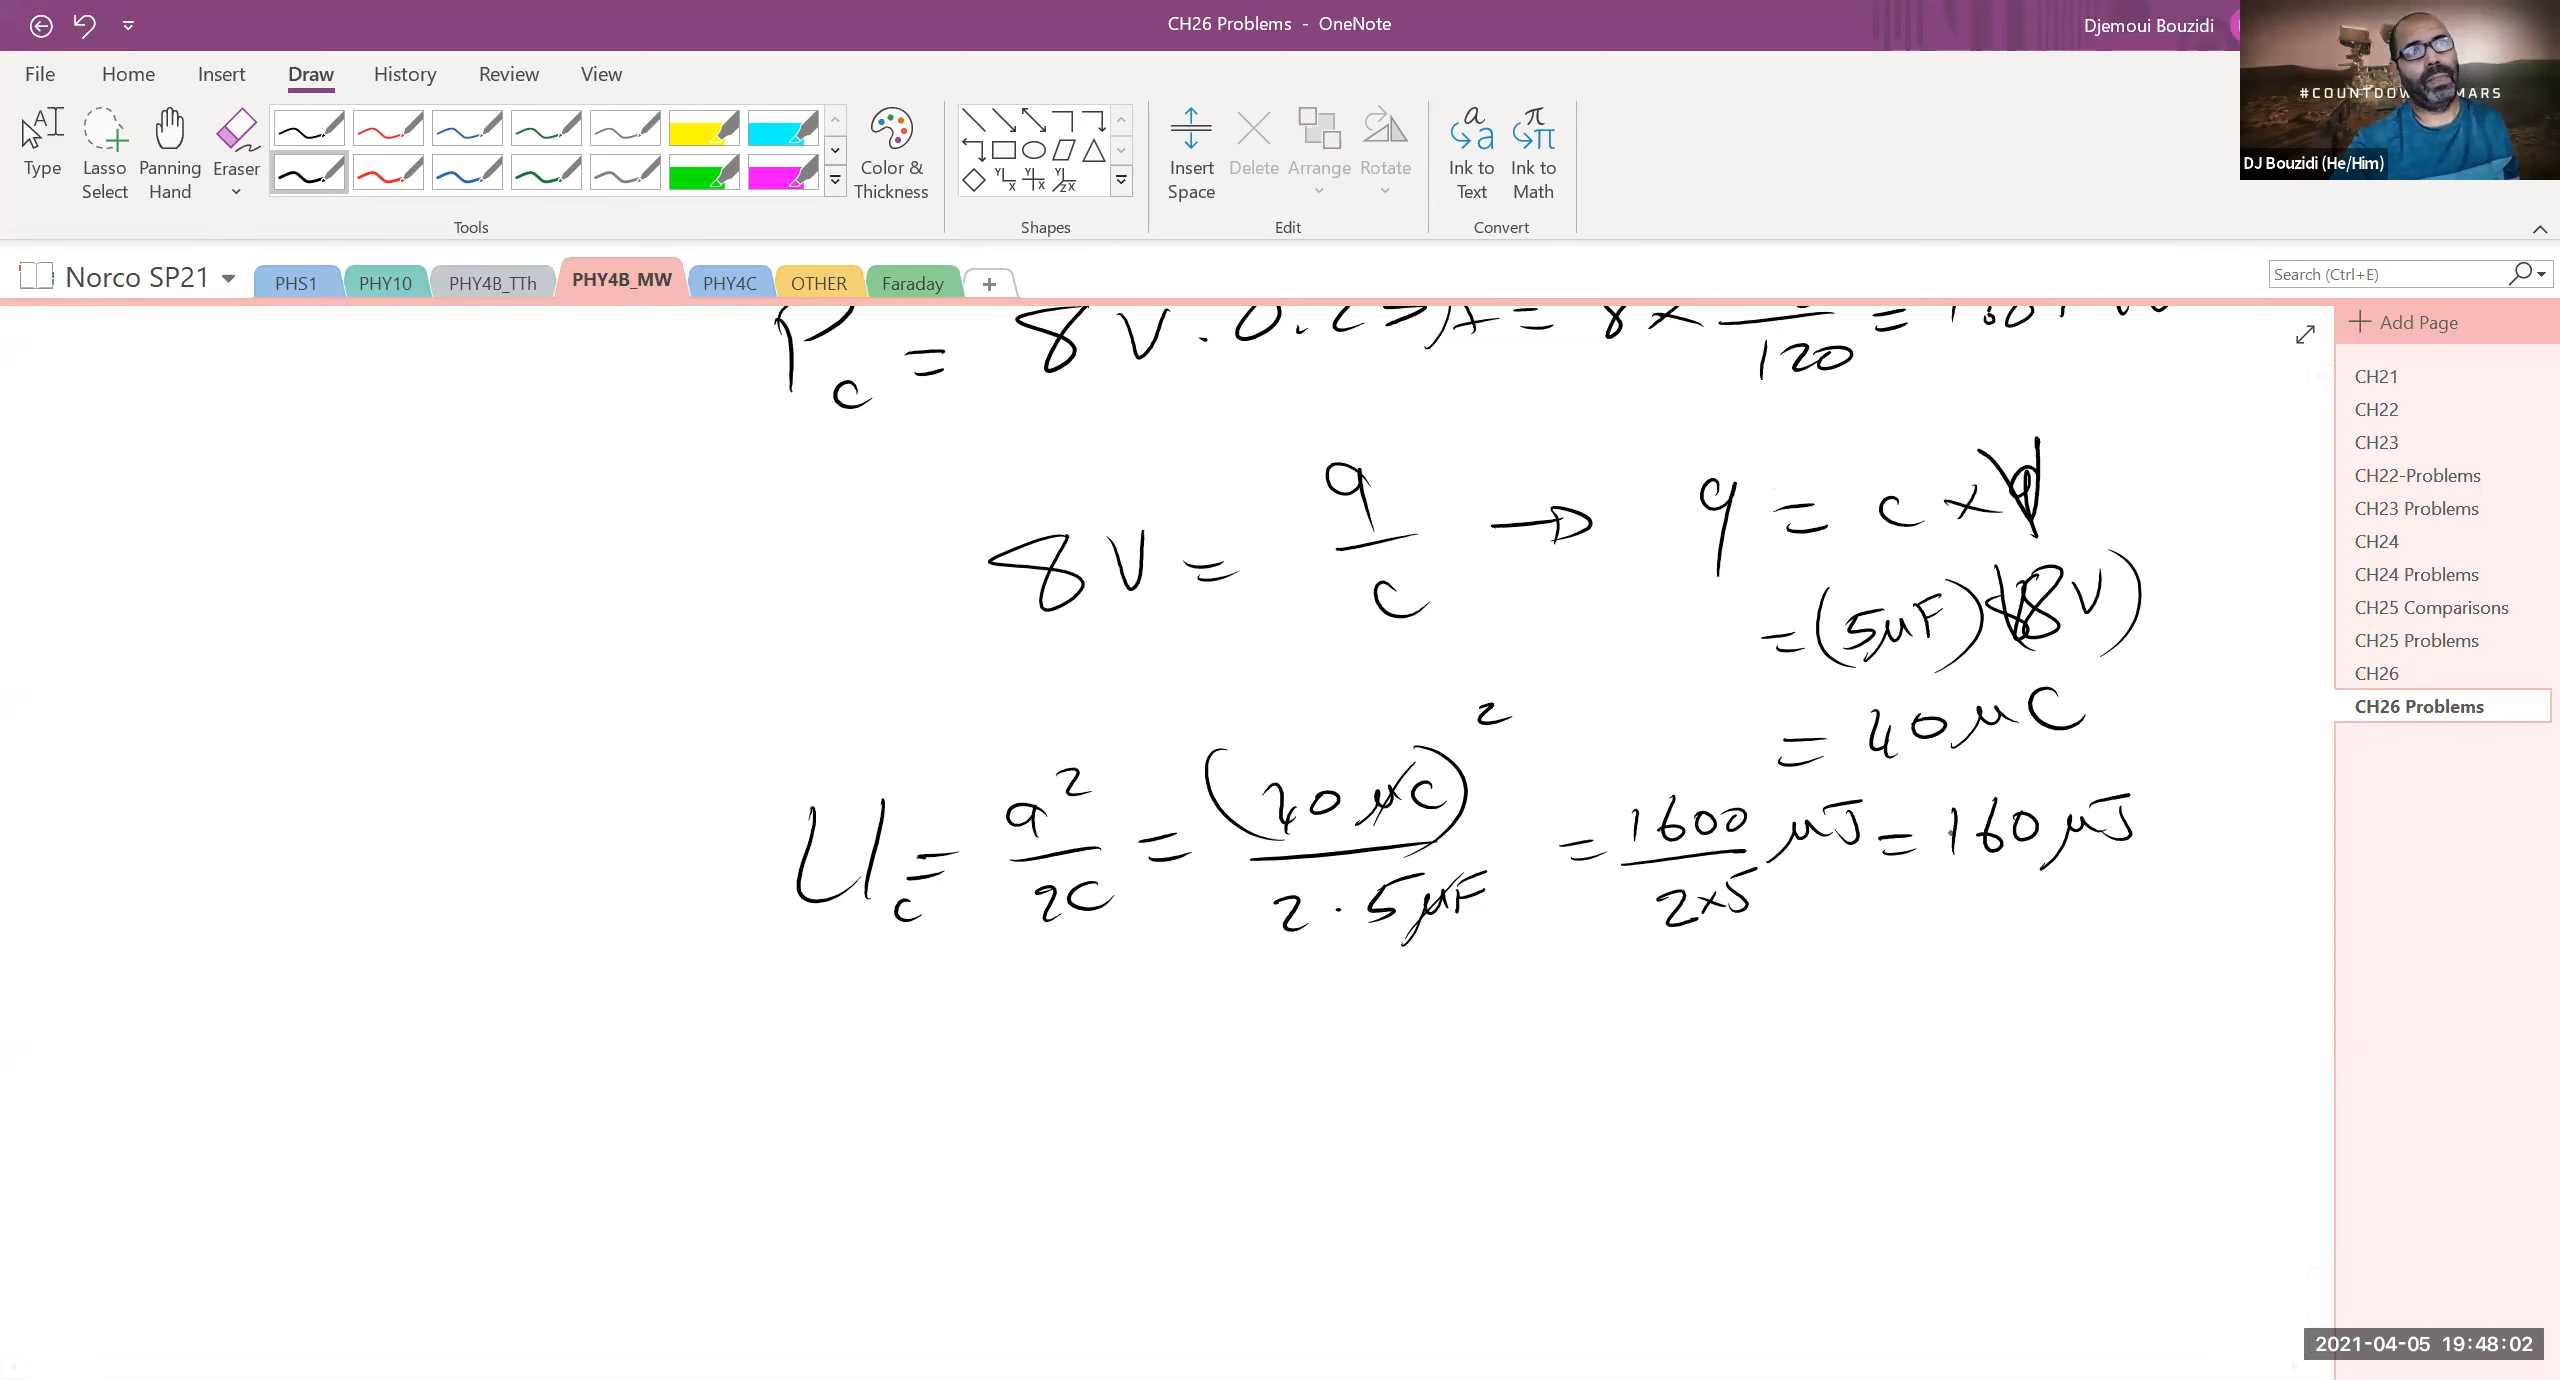 CH26 Problems - OneNote
Djemoui Bouzidi
#COUNTDOW MARS
DJ Bouzidi (He/Him)
File Home Insert Draw History Review View
Type
Lasso Select
Panning Hand
Eraser
Color & Thickness
Insert Space
Delete
Arrange
Rotate
Ink to Text
Ink to Math
Tools Shapes Edit Convert
Norco SP21
PHS1 PHY10 PHY4B_TTh PHY4B_MW PHY4C OTHER Faraday +
Search (Ctrl+E)
Add Page
CH21
CH22
CH23
CH22-Problems
CH23 Problems
CH24
CH24 Problems
CH25 Comparisons
CH25 Problems
CH26
CH26 Problems
P_c = 8V · = 8 × /120 =
8V = q/c → q = c ×
= (5μF)(8V)
= 40μC
U_c = q²/2C = (40μC)²/2·5μF = 1600/2×5 μJ = 160μJ
2021-04-05 19:48:02